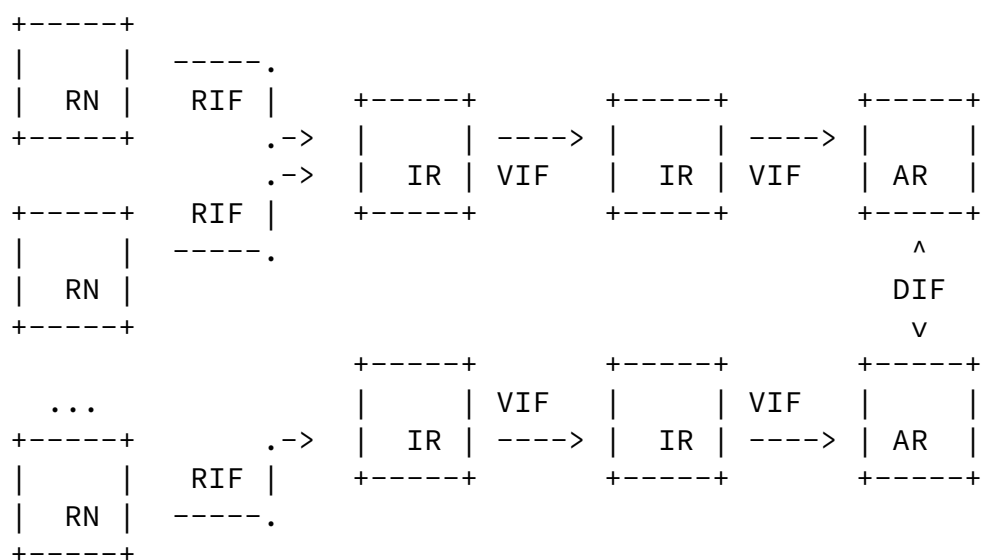 +-----+
|     |  -----.
|  RN |   RIF |    +-----+      +-----+      +-----+
+-----+       .->  |     | ---->|     | ---->|     |
              .->  |  IR | VIF  |  IR | VIF  | AR  |
+-----+   RIF |    +-----+      +-----+      +-----+
|     |  -----.                                 ^
|  RN |                                        DIF
+-----+                                         v
                   +-----+      +-----+      +-----+
  ...              |     | VIF  |     | VIF  |     |
+-----+       .->  |  IR | ---->|  IR | ---->| AR  |
|     |   RIF |    +-----+      +-----+      +-----+
|  RN |  -----.
+-----+